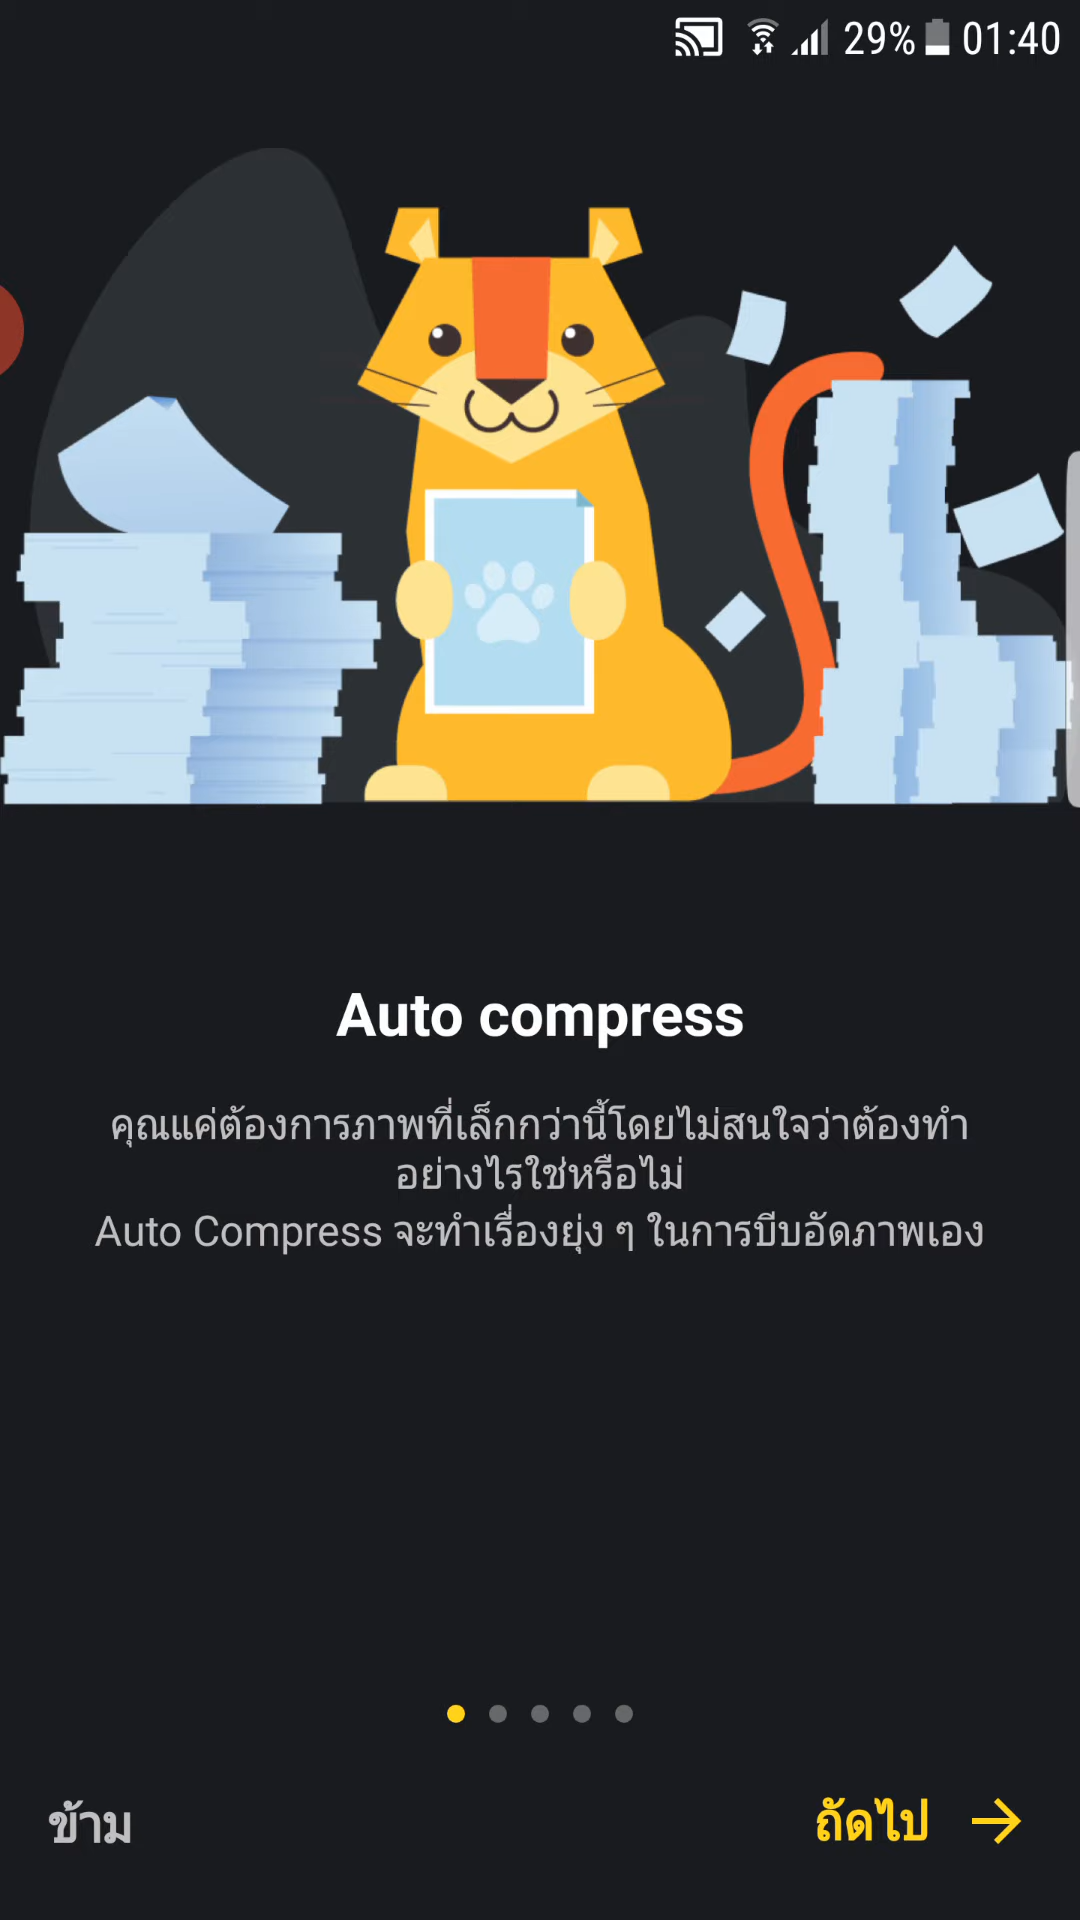 29% 01:40
Auto compress
คุณแค่ต้องการภาพที่เล็กกว่านี้โดยไม่สนใจว่าต้องทำ
อย่างไรใช่หรือไม่
Auto Compress จะทำเรื่องยุ่ง ๆ ในการบีบอัดภาพเอง
ข้าม
ถัดไป